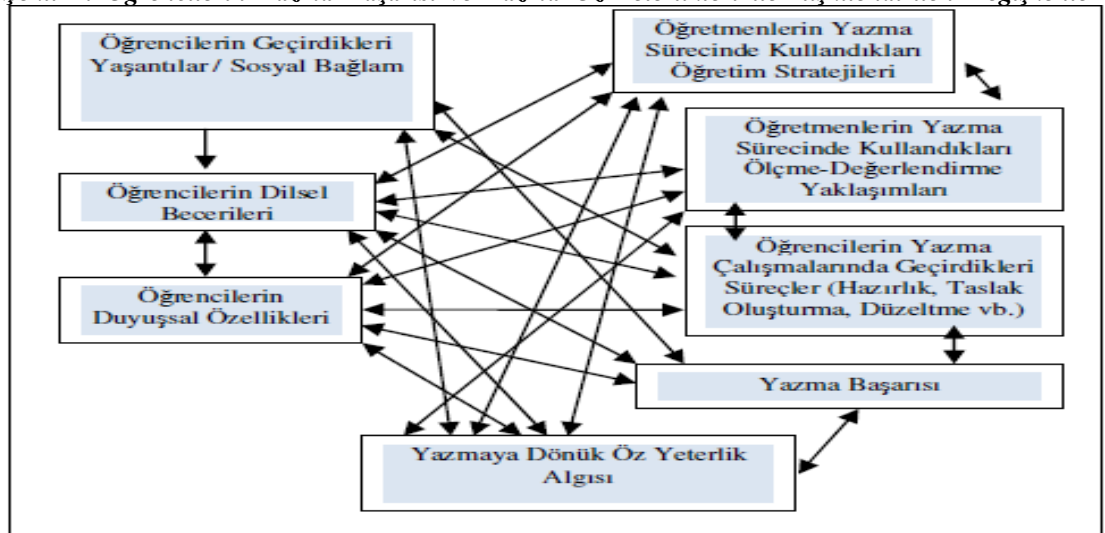 Öğrencilerin Geçirdikleri
Yaşantılar / Sosyal Bağlam
Öğretmenlerin Yazma
Sürecinde Kullandıkları
Öğretim Stratejileri
Öğretmenlerin Yazma
Sürecinde Kullandıkları
Ölçme-Değerlendirme
Yaklaşımları
Öğrencilerin Dilsel
Becerileri
Öğrencilerin Yazma
Çalışmalarında Geçirdikleri
Süreçler (Hazırlık, Taslak
Oluşturma, Düzeltme vb.)
Öğrencilerin
Duyuşsal Özellikleri
Yazma Başarısı
Yazmaya Dönük Öz Yeterlik
Algısı